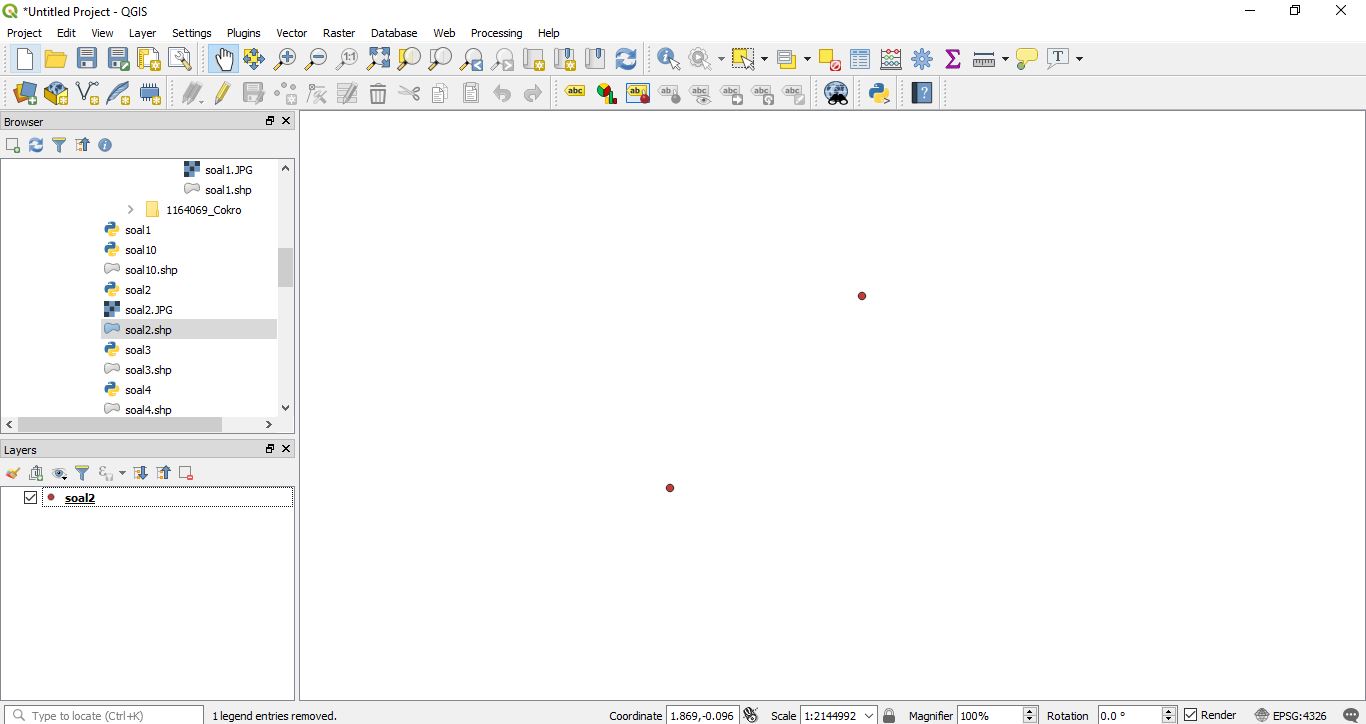 *Untitled Project - QGIS
Project Edit View Layer Settings Plugins Vector Raster Database Web Processing Help
Browser
soal1.JPG
soal1.shp
1164069_Cokro
soal1
soal10
soal10.shp
soal2
soal2.JPG
soal2.shp
soal3
soal3.shp
soal4
soal4.shp
Layers
soal2
Type to locate (Ctrl+K) 1 legend entries removed. Coordinate 1.869,-0.096 Scale 1:2144992 Magnifier 100% Rotation 0.0 ° Render EPSG:4326